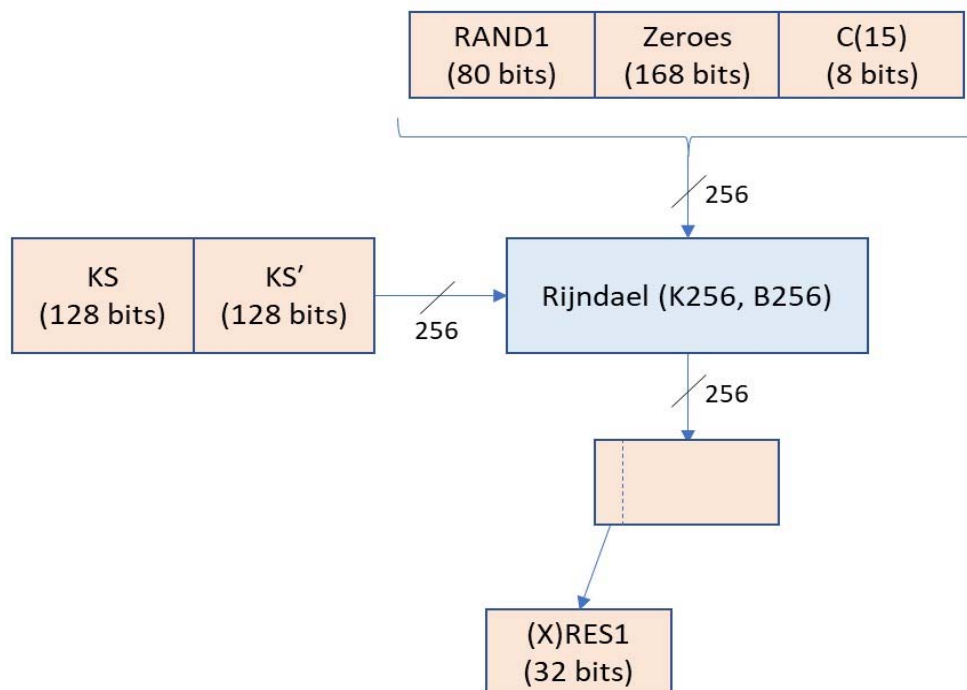 RAND1
(80 bits)
Zeroes
(168 bits)
C(15)
(8 bits)
256
KS
(128 bits)
KS’
(128 bits)
256
Rijndael (K256, B256)
256
(X)RES1
(32 bits)